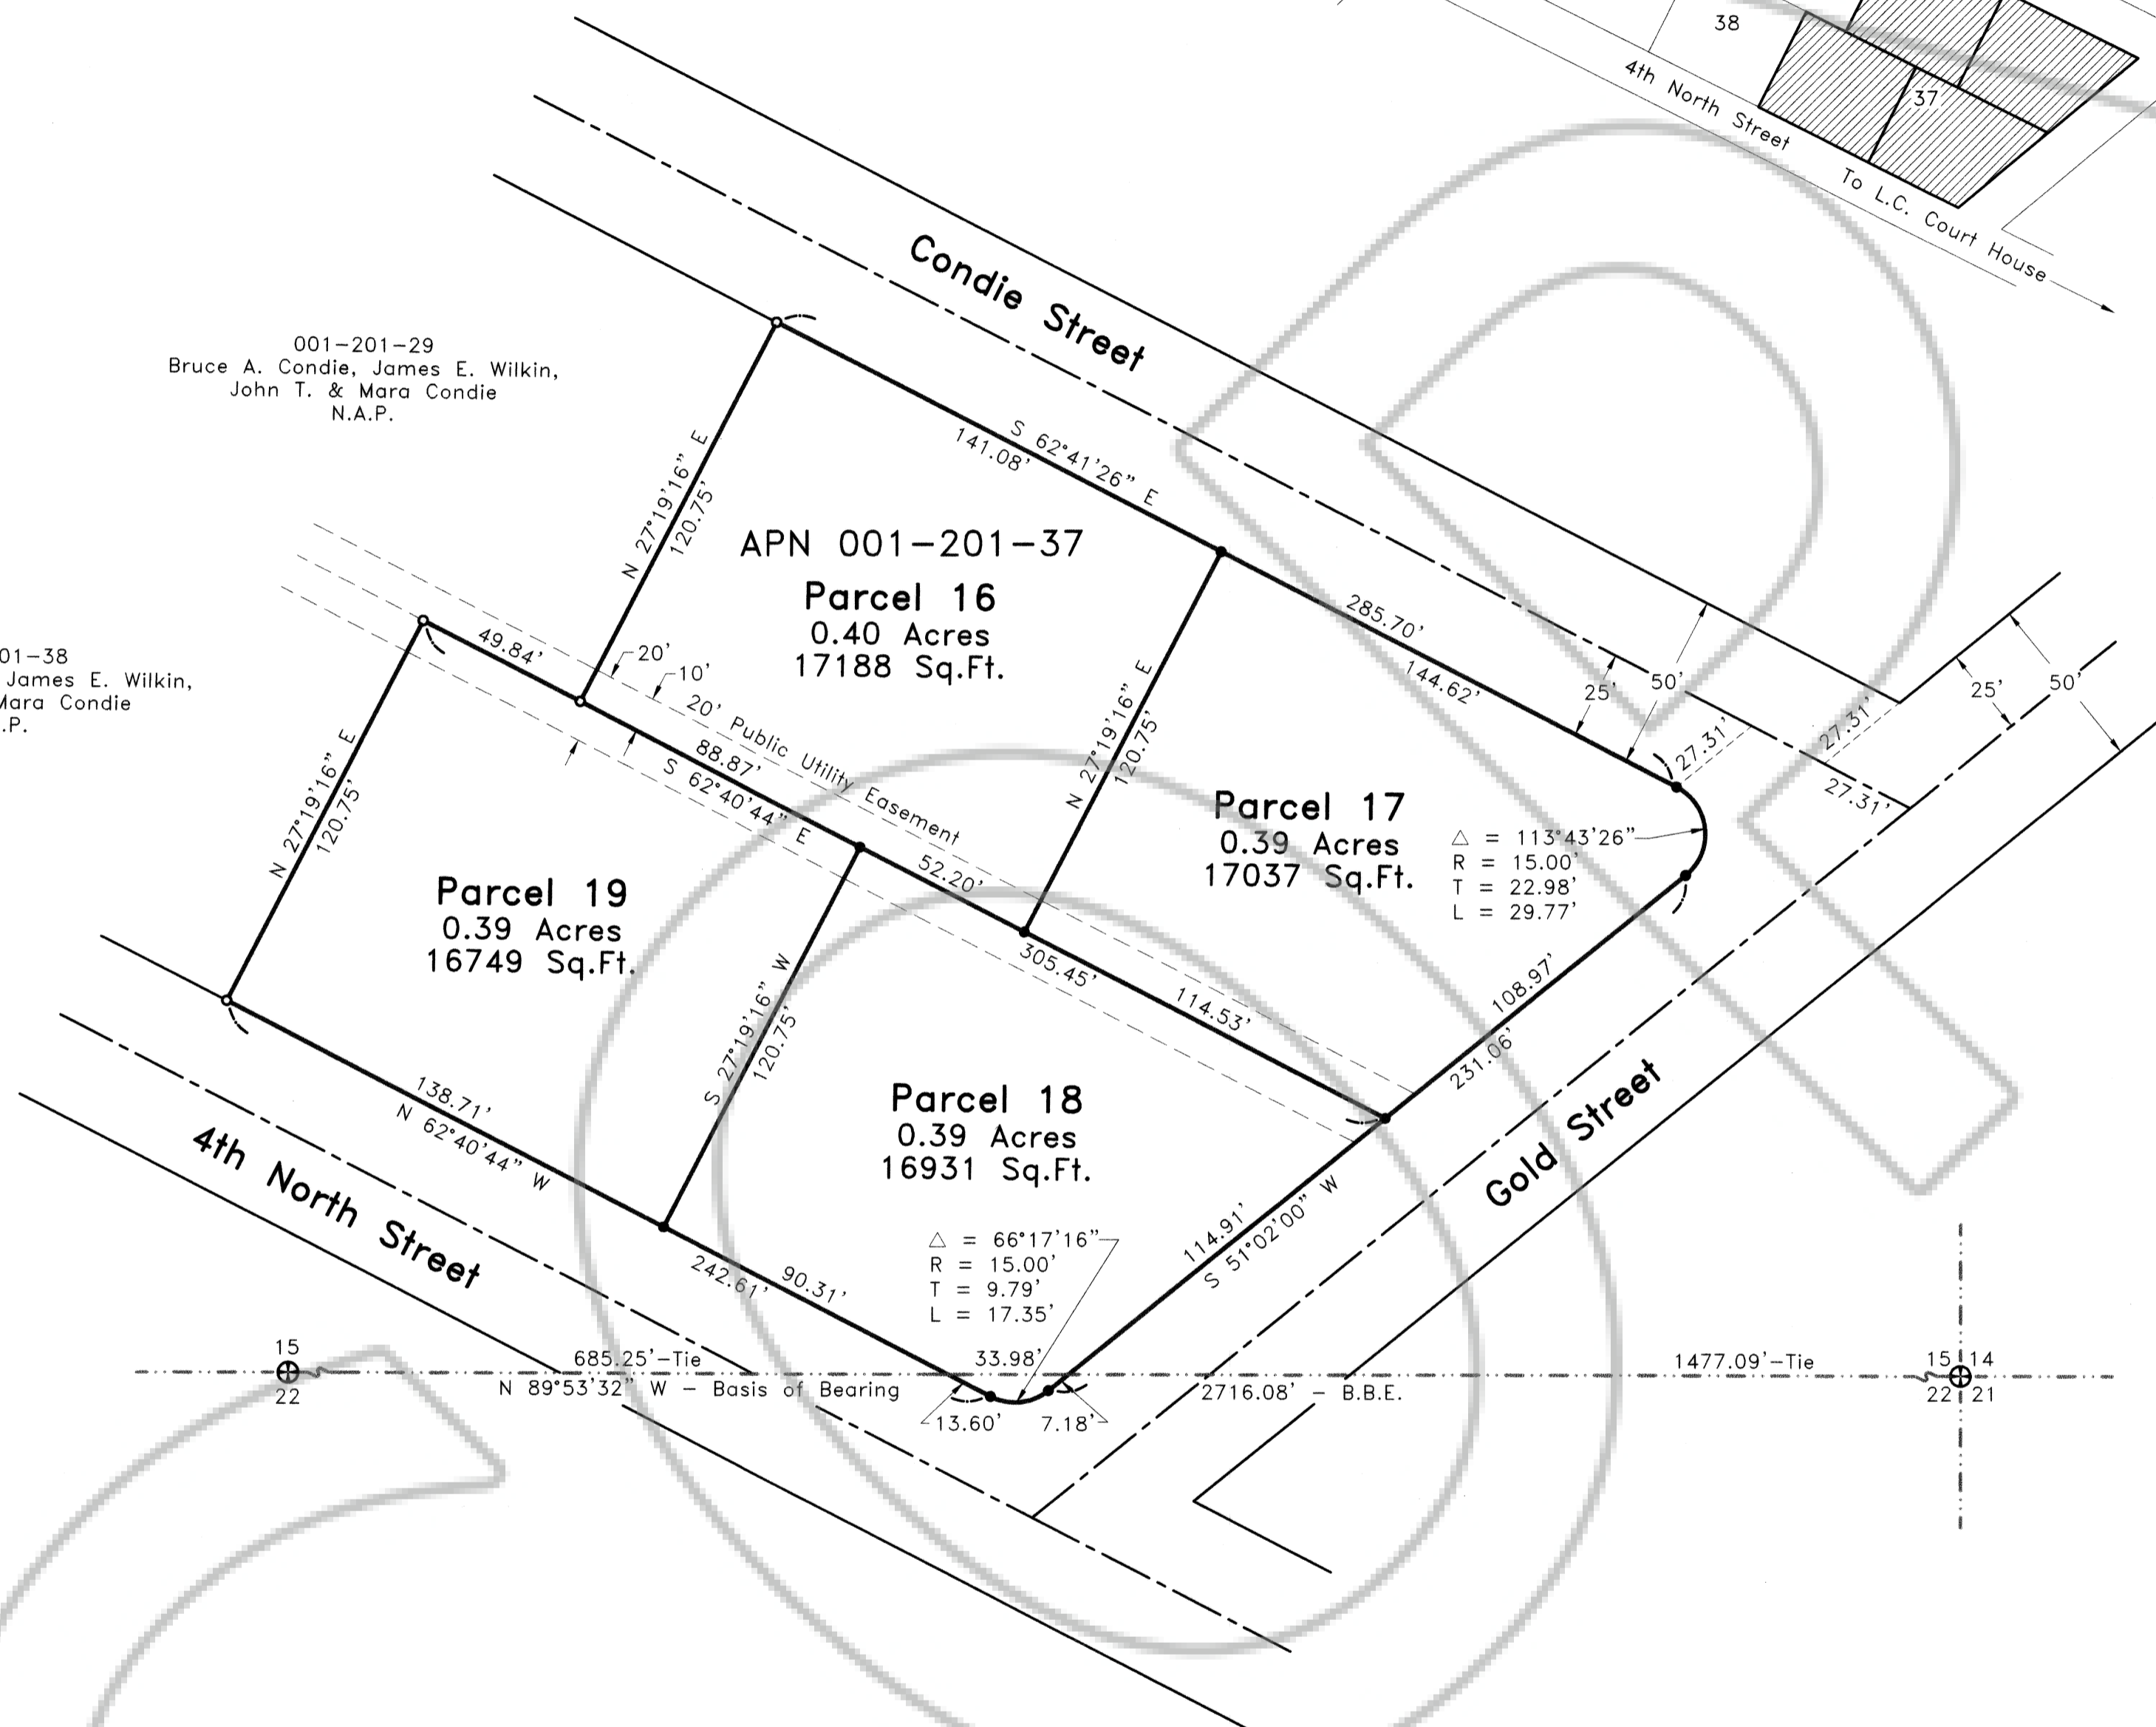 38
37
4th North Street
To L.C. Court House
Condie Street
001-201-29
Bruce A. Condie, James E. Wilkin,
John T. & Mara Condie
N.A.P.
S 62°41'26" E
141.08'
N 27°19'16" E
120.75'
APN 001-201-37
Parcel 16
0.40 Acres
17188 Sq.Ft.
285.70'
144.62'
25'
50'
25'
50'
27.31'
27.31'
27.31'
49.84'
20'
10'
20' Public Utility Easement
88.87'
S 62°40'44" E
N 27°19'16" E
120.75'
01-38
James E. Wilkin,
Mara Condie
.P.
N 27°19'16" E
120.75'
Parcel 17
0.39 Acres
17037 Sq.Ft.
△ = 113°43'26"
R = 15.00'
T = 22.98'
L = 29.77'
52.20'
305.45'
114.53'
Parcel 19
0.39 Acres
16749 Sq.Ft.
S 27°19'16" W
120.75'
108.97'
231.06'
Gold Street
138.71'
N 62°40'44" W
4th North Street
Parcel 18
0.39 Acres
16931 Sq.Ft.
114.91'
S 51°02'00" W
△ = 66°17'16"
R = 15.00'
T = 9.79'
L = 17.35'
242.61'
90.31'
15
22
685.25'-Tie
33.98'
N 89°53'32" W - Basis of Bearing
2716.08' - B.B.E.
1477.09'-Tie
15 14
22 21
13.60'
7.18'